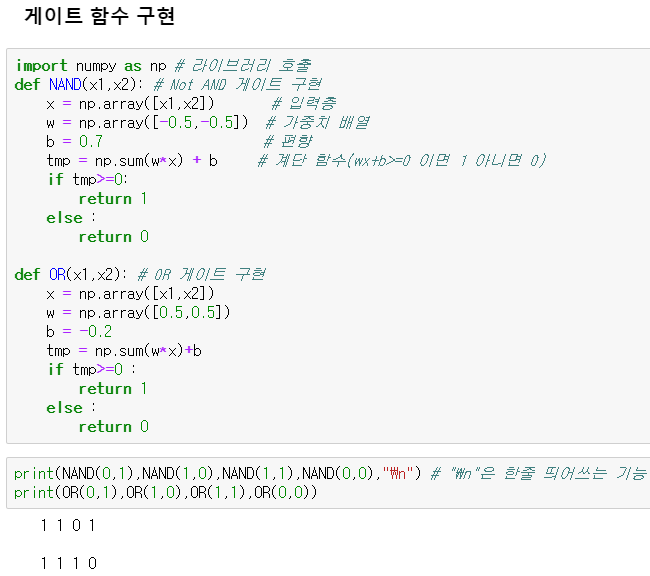 게이트 함수 구현
import numpy as np # 라이브러리 호출
def NAND(x1,x2): # Not AND 게이트 구현
    x = np.array([x1,x2])       # 입력층
    w = np.array([-0.5,-0.5])  # 가중치 배열
    b = 0.7                    # 편향
    tmp = np.sum(w*x) + b     # 계단 함수(wx+b>=0 이면 1 아니면 0)
    if tmp>=0:
        return 1
    else :
        return 0
def OR(x1,x2): # OR 게이트 구현
    x = np.array([x1,x2])
    w = np.array([0.5,0.5])
    b = -0.2
    tmp = np.sum(w*x)+b
    if tmp>=0 :
        return 1
    else :
        return 0
print(NAND(0,1),NAND(1,0),NAND(1,1),NAND(0,0),"₩n") # "₩n"은 한줄 띄어쓰는 기능
print(OR(0,1),OR(1,0),OR(1,1),OR(0,0))
1 1 0 1
1 1 1 0